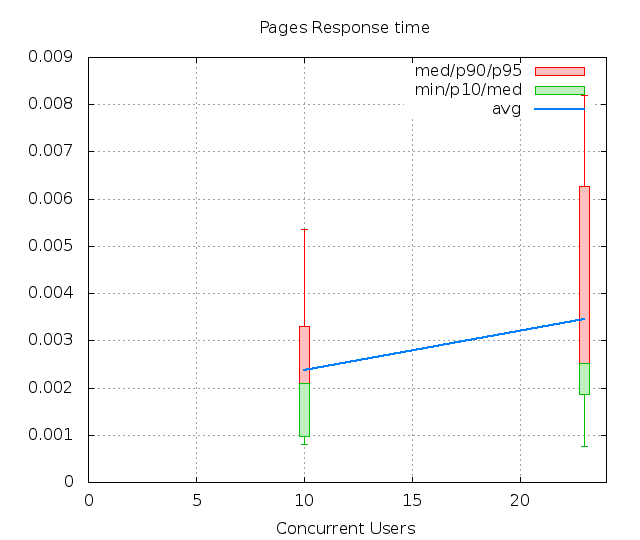 Pages Response time
0.009
0.008
0.007
0.006
0.005
0.004
0.003
0.002
0.001
0
med/p90/p95
min/p10/med
avg
0 5 10 15 20
Concurrent Users